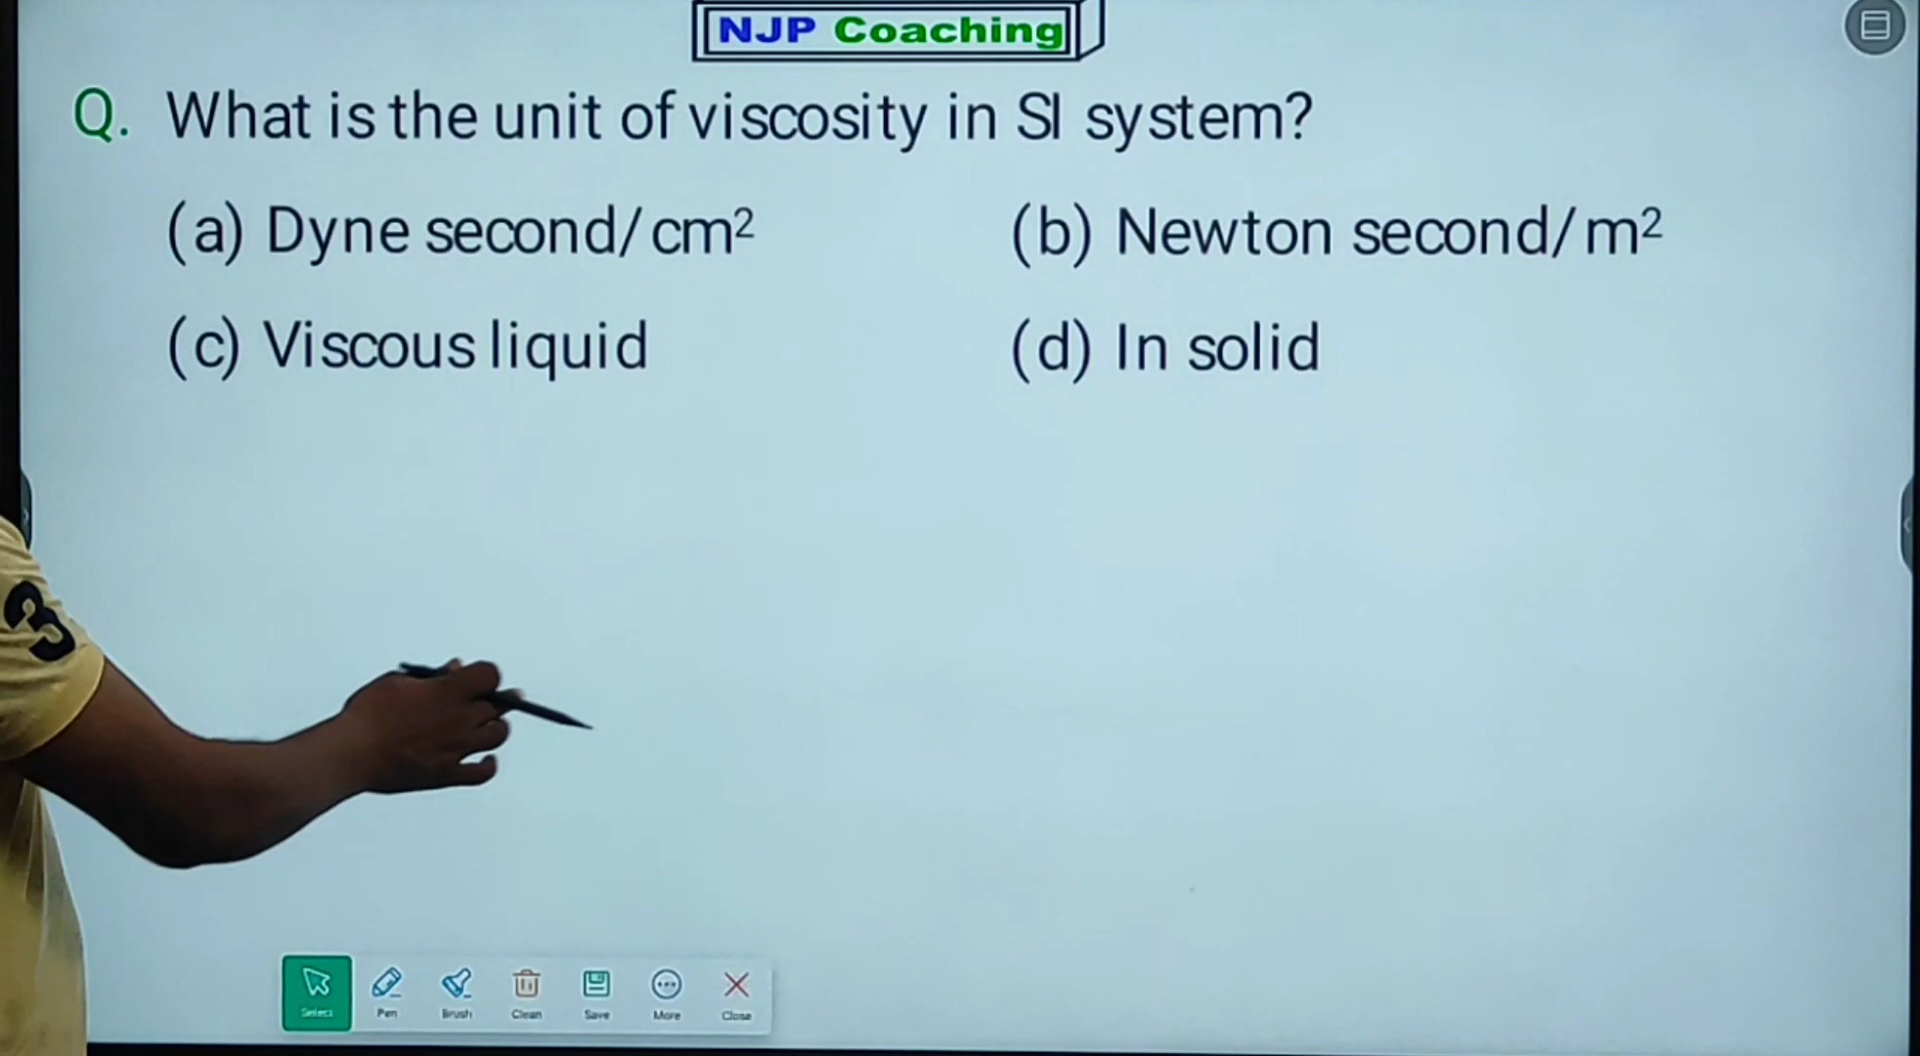 NJP Coaching
Q. What is the unit of viscosity in SI system?
(a) Dyne second/cm²
(b) Newton second/m²
(c) Viscous liquid
(d) In solid
3
Select Pen Brush Clean Save More Close